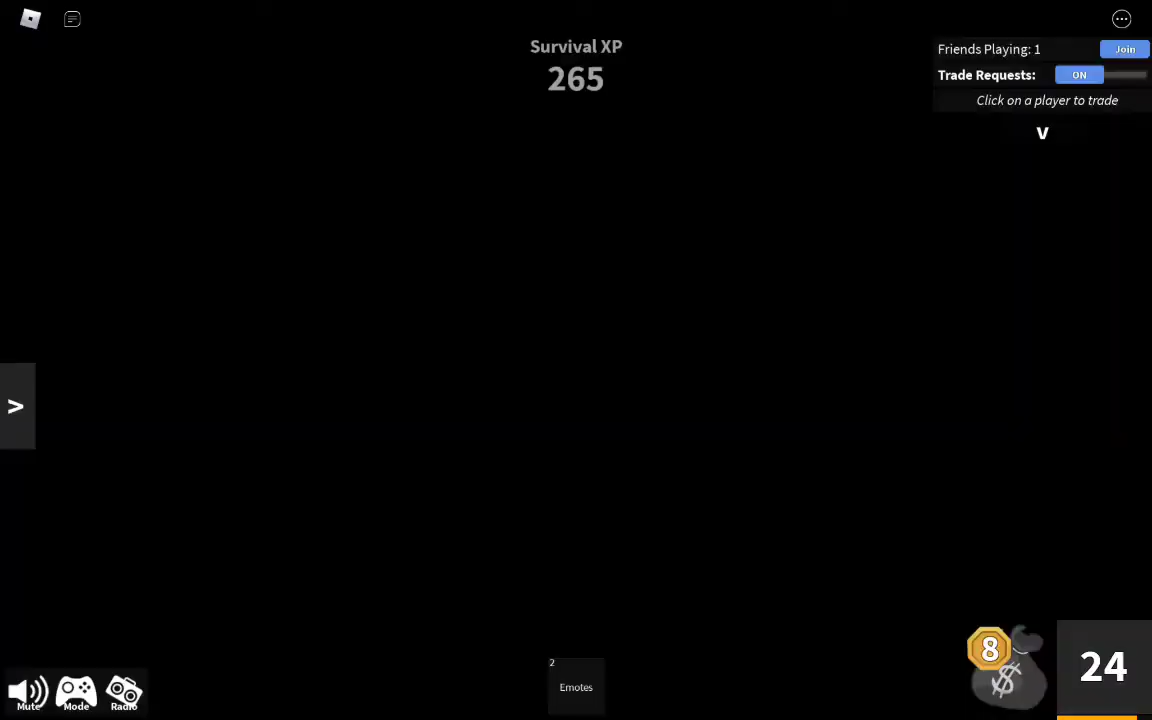 Survival XP
265
Friends Playing: 1
Join
Trade Requests:
ON
Click on a player to trade
v
>
2
Emotes
Mute
Mode
Radio
8
$
24